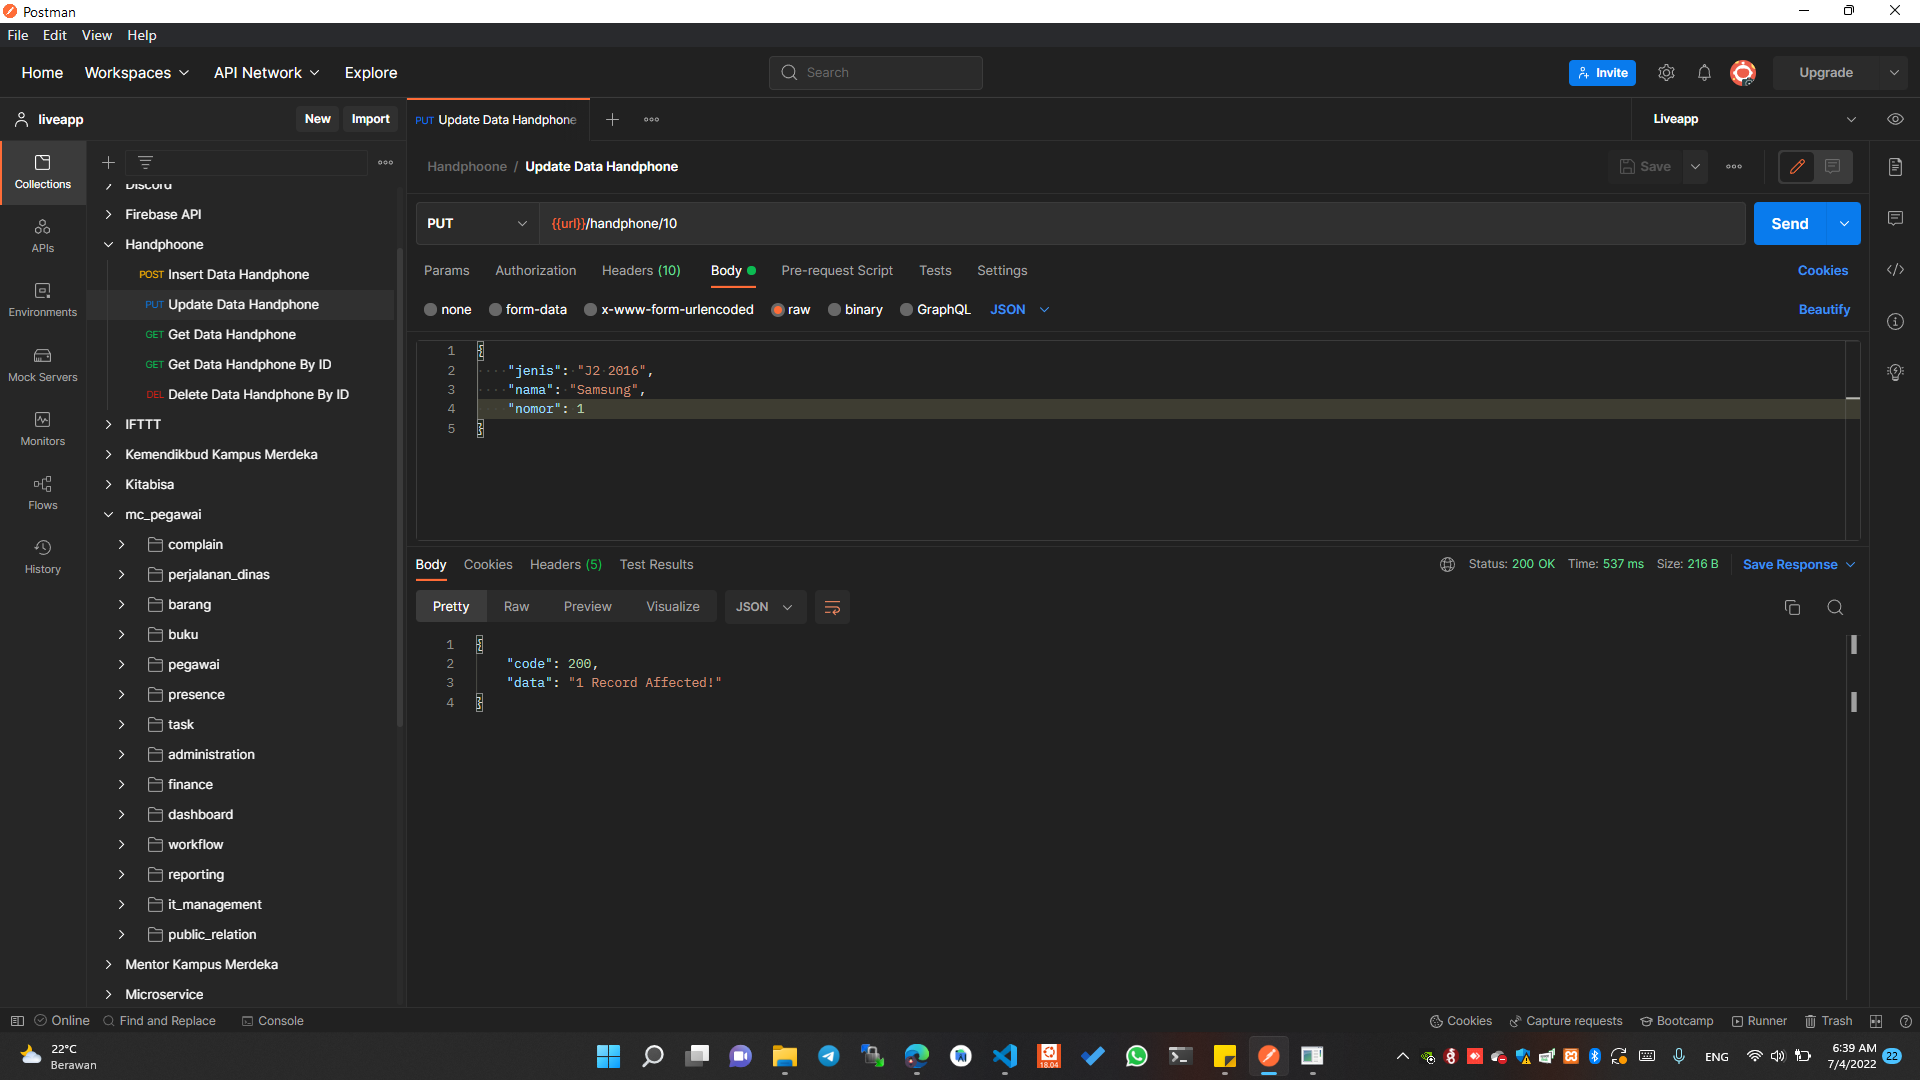 Postman
File Edit View Help
Home Workspaces API Network Explore Search Invite Upgrade
liveapp New Import PUT Update Data Handphone Liveapp
Collections
APIs
Environments
Mock Servers
Monitors
Flows
History
Discord
Firebase API
Handphoone
POST Insert Data Handphone
PUT Update Data Handphone
GET Get Data Handphone
GET Get Data Handphone By ID
DEL Delete Data Handphone By ID
IFTTT
Kemendikbud Kampus Merdeka
Kitabisa
mc_pegawai
complain
perjalanan_dinas
barang
buku
pegawai
presence
task
administration
finance
dashboard
workflow
reporting
it_management
public_relation
Mentor Kampus Merdeka
Microservice
Handphoone / Update Data Handphone Save
PUT {{url}}/handphone/10 Send
Params Authorization Headers (10) Body Pre-request Script Tests Settings Cookies
none form-data x-www-form-urlencoded raw binary GraphQL JSON Beautify
1 {
2 "jenis": "J2 2016",
3 "nama": "Samsung",
4 "nomor": 1
5 }
Body Cookies Headers (5) Test Results Status: 200 OK Time: 537 ms Size: 216 B Save Response
Pretty Raw Preview Visualize JSON
1 {
2 "code": 200,
3 "data": "1 Record Affected!"
4 }
Online Find and Replace Console Cookies Capture requests Bootcamp Runner Trash
22°C
Berawan
18.04
ENG
6:39 AM
7/4/2022
22